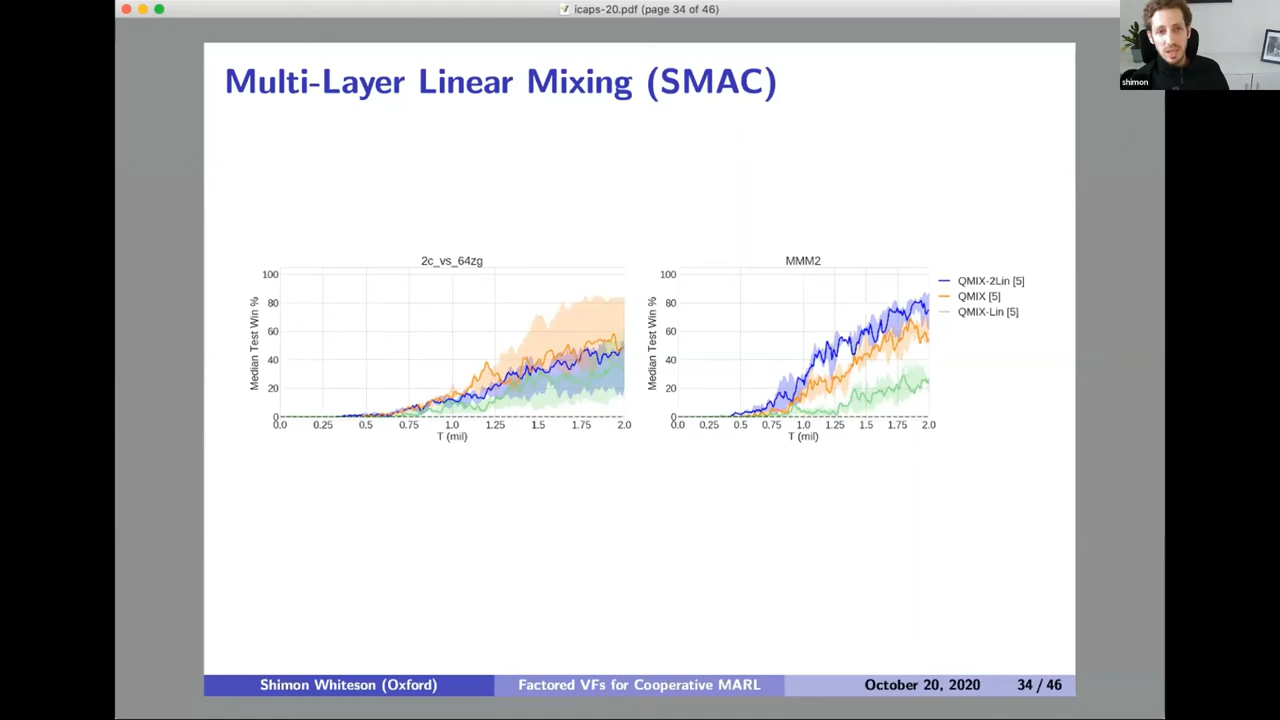 icaps-20.pdf (page 34 of 46)
shimon
Multi-Layer Linear Mixing (SMAC)
2c_vs_64zg
100
80
60
40
20
0
Median Test Win %
0.0 0.25 0.5 0.75 1.0 1.25 1.5 1.75 2.0
T (mil)
MMM2
100
80
60
40
20
0
Median Test Win %
0.0 0.25 0.5 0.75 1.0 1.25 1.5 1.75 2.0
T (mil)
QMIX-2Lin [5]
QMIX [5]
QMIX-Lin [5]
Shimon Whiteson (Oxford) Factored VFs for Cooperative MARL October 20, 2020 34 / 46